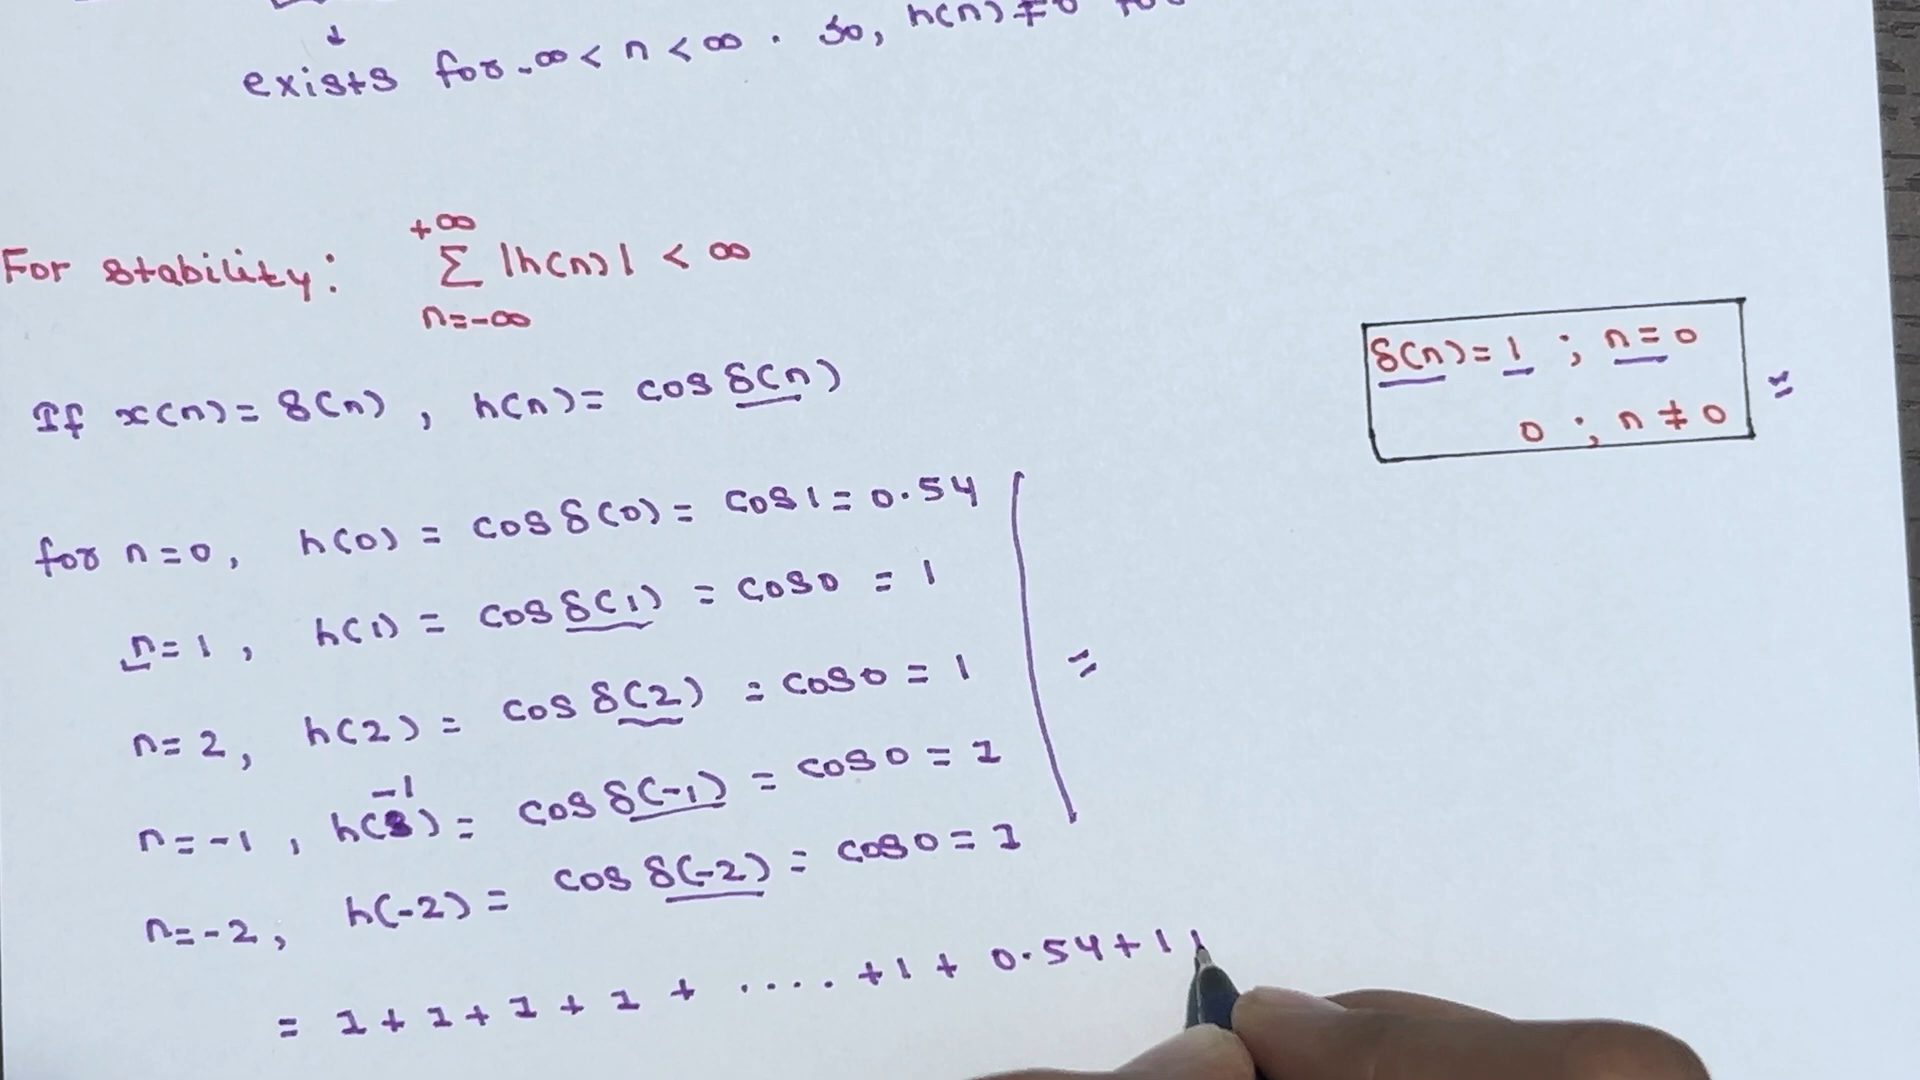 exists for -∞ < n < ∞ . So, h(n) ≠ 0
For stability: +∞ Σ n=-∞ |h(n)| < ∞
If x(n) = δ(n) , h(n) = cos δ(n)
δ(n) = 1 ; n = 0
0 ; n ≠ 0
=
for n = 0, h(0) = cos δ(0) = cos 1 = 0.54
n = 1 , h(1) = cos δ(1) = cos 0 = 1
n = 2 , h(2) = cos δ(2) = cos 0 = 1
=
n = -1 , h(-1) = cos δ(-1) = cos 0 = 1
n = -2 , h(-2) = cos δ(-2) = cos 0 = 1
= 1 + 1 + 1 + 1 + .... + 1 + 0.54 + 1